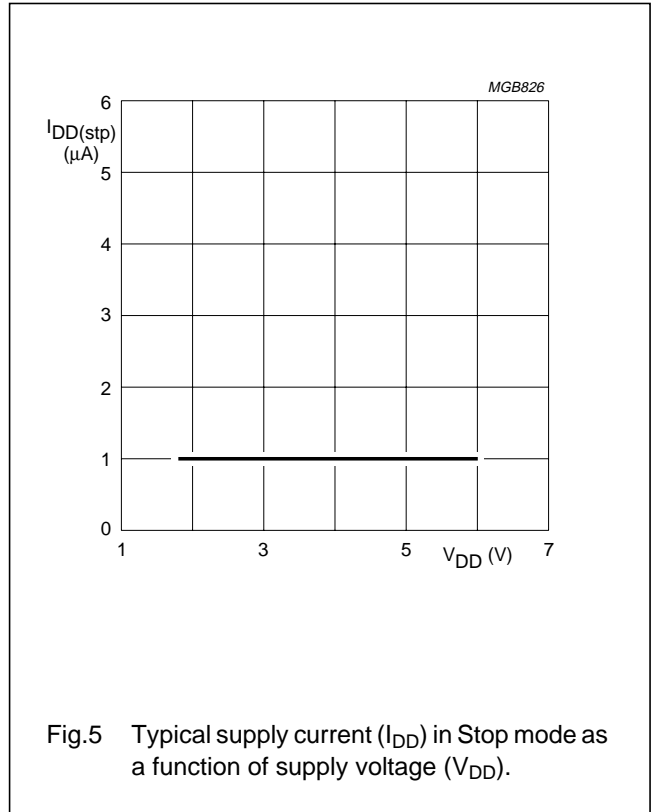 MGB826
6
IDD(stp)
(μA)
5
4
3
2
1
0
1 3 5 VDD (V) 7
Fig.5 Typical supply current (IDD) in Stop mode as
a function of supply voltage (VDD).